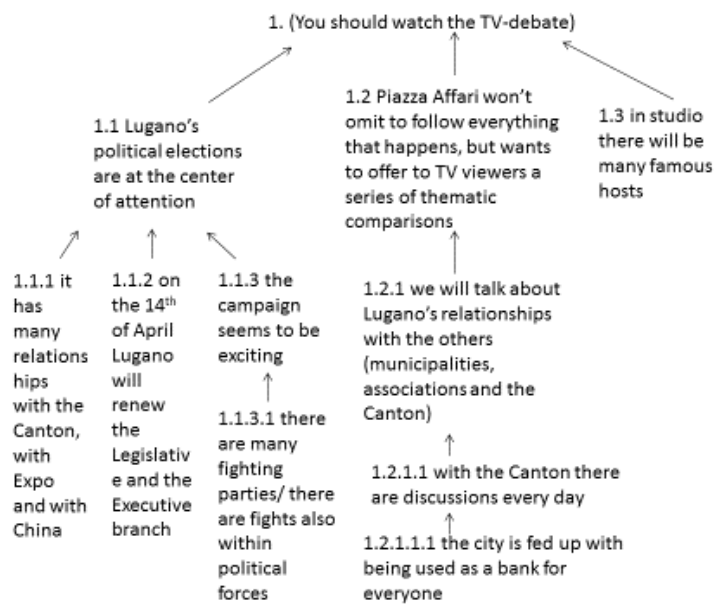 1. (You should watch the TV-debate)
1.1 Lugano's
political elections
are at the center
of attention
1.2 Piazza Affari won't
omit to follow everything
that happens, but wants
to offer to TV viewers a
series of thematic
comparisons
1.3 in studio
there will be
many famous
hosts
1.1.1 it
has
many
relations
hips
with the
Canton,
with
Expo
and with
China
1.1.2 on
the 14th
of April
Lugano
will
renew
the
Legislativ
e and the
Executive
branch
1.1.3 the
campaign
seems to be
exciting
1.1.3.1 there
are many
fighting
parties/ there
are fights also
within
political
forces
1.2.1 we will talk about
Lugano's relationships
with the others
(municipalities,
associations and the
Canton)
1.2.1.1 with the Canton there
are discussions every day
1.2.1.1.1 the city is fed up with
being used as a bank for
everyone